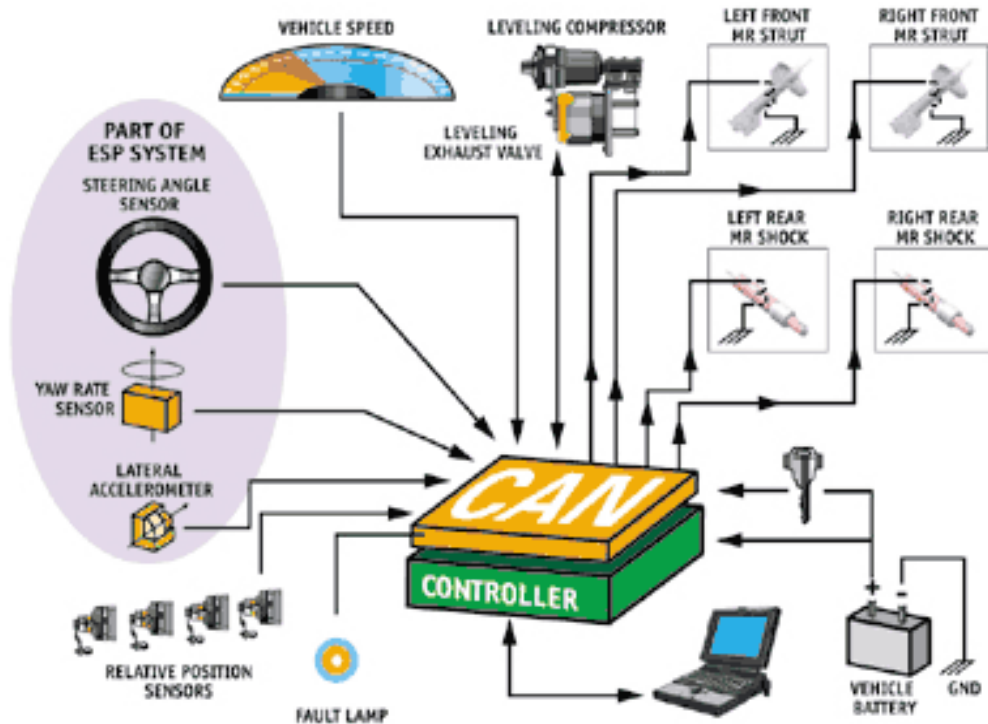 VEHICLE SPEED
LEVELING COMPRESSOR
LEFT FRONT
MR STRUT
RIGHT FRONT
MR STRUT
LEVELING
EXHAUST VALVE
PART OF
ESP SYSTEM
STEERING ANGLE
SENSOR
LEFT REAR
MR SHOCK
RIGHT REAR
MR SHOCK
YAW RATE
SENSOR
LATERAL
ACCELEROMETER
CAN
CONTROLLER
+ -
RELATIVE POSITION
SENSORS
FAULT LAMP
VEHICLE
BATTERY
GND